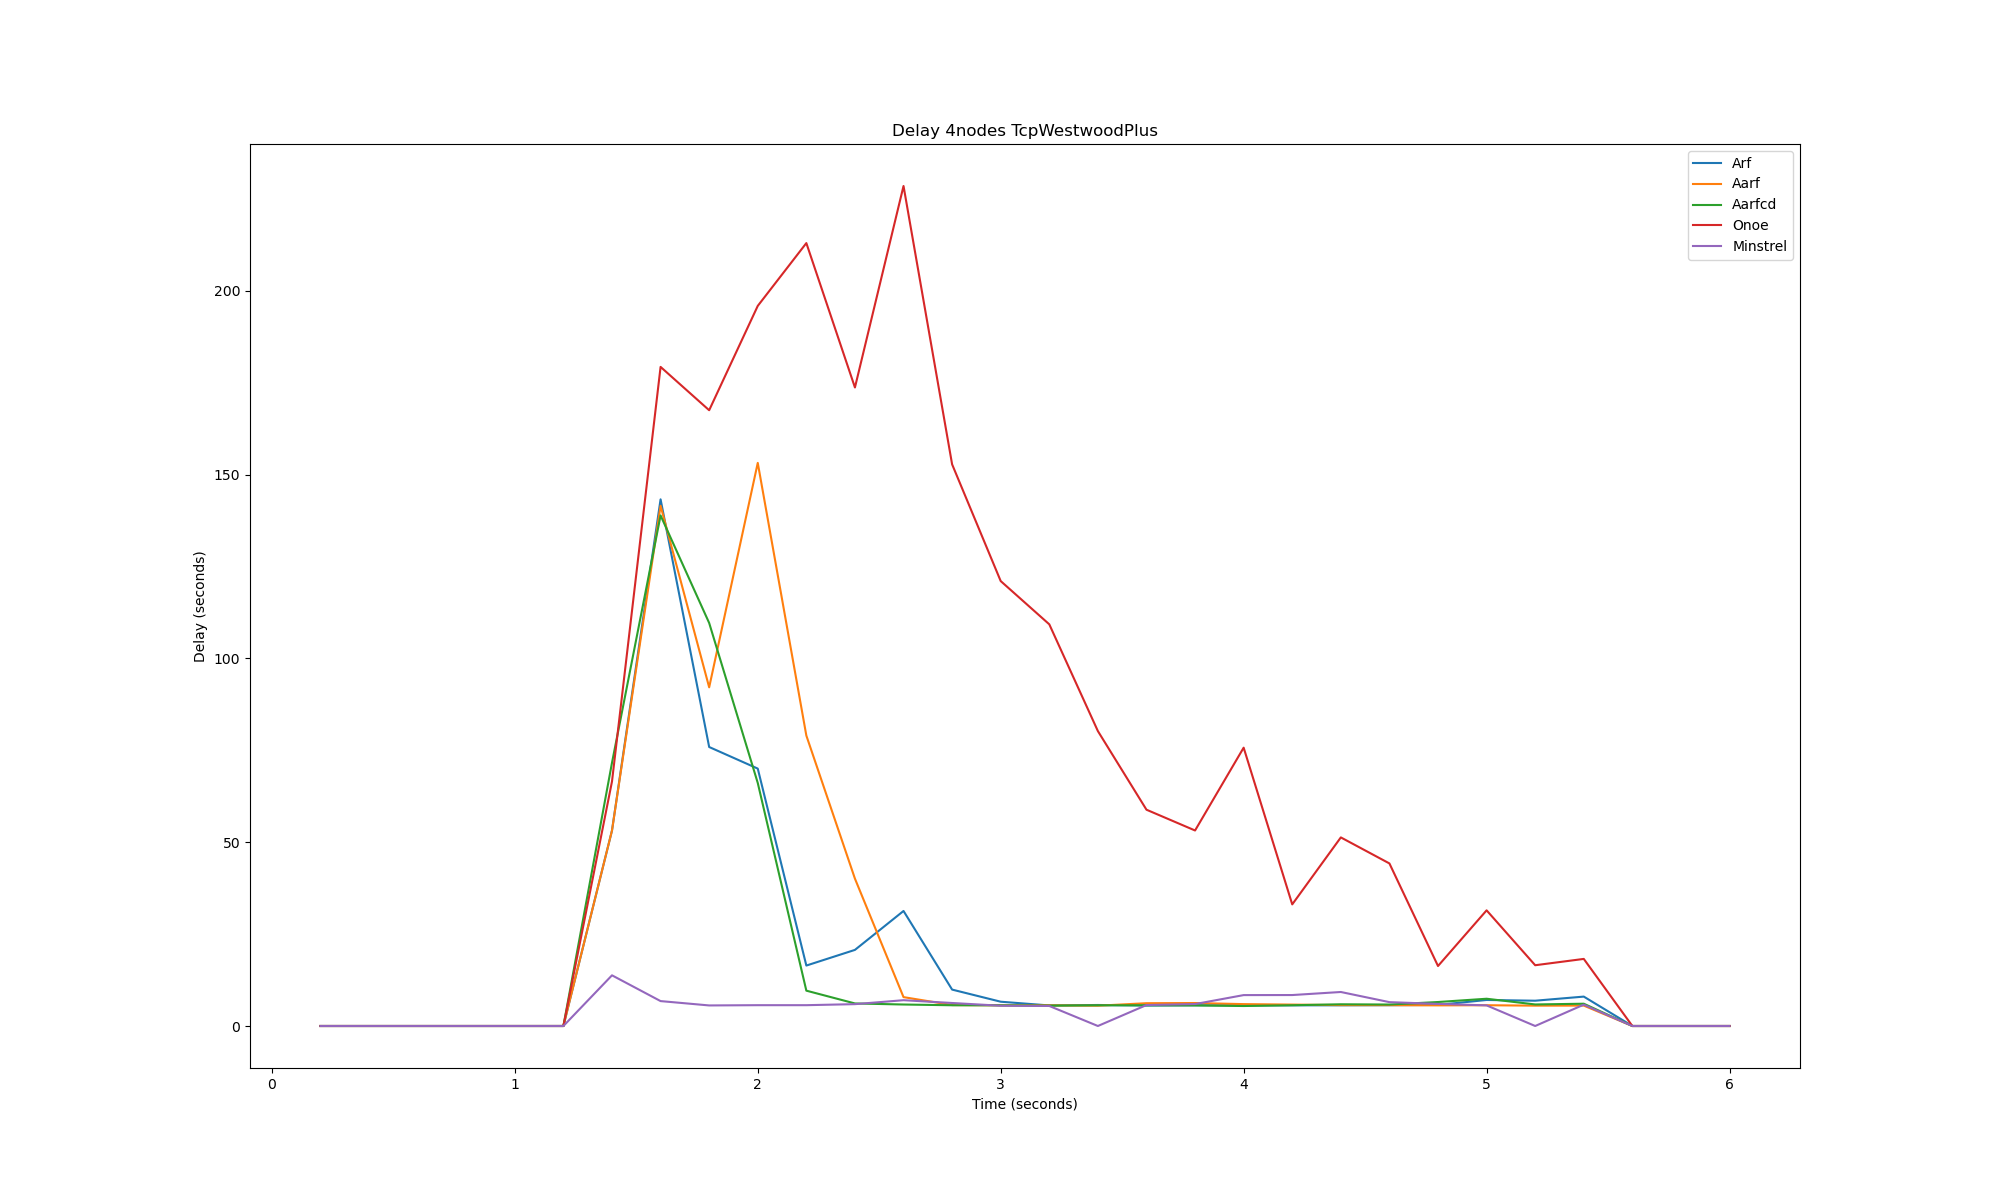 Delay 4nodes TcpWestwoodPlus
Arf
Aarf
Aarfcd
Onoe
Minstrel
200
150
100
50
0
Delay (seconds)
0 1 2 3 4 5 6
Time (seconds)